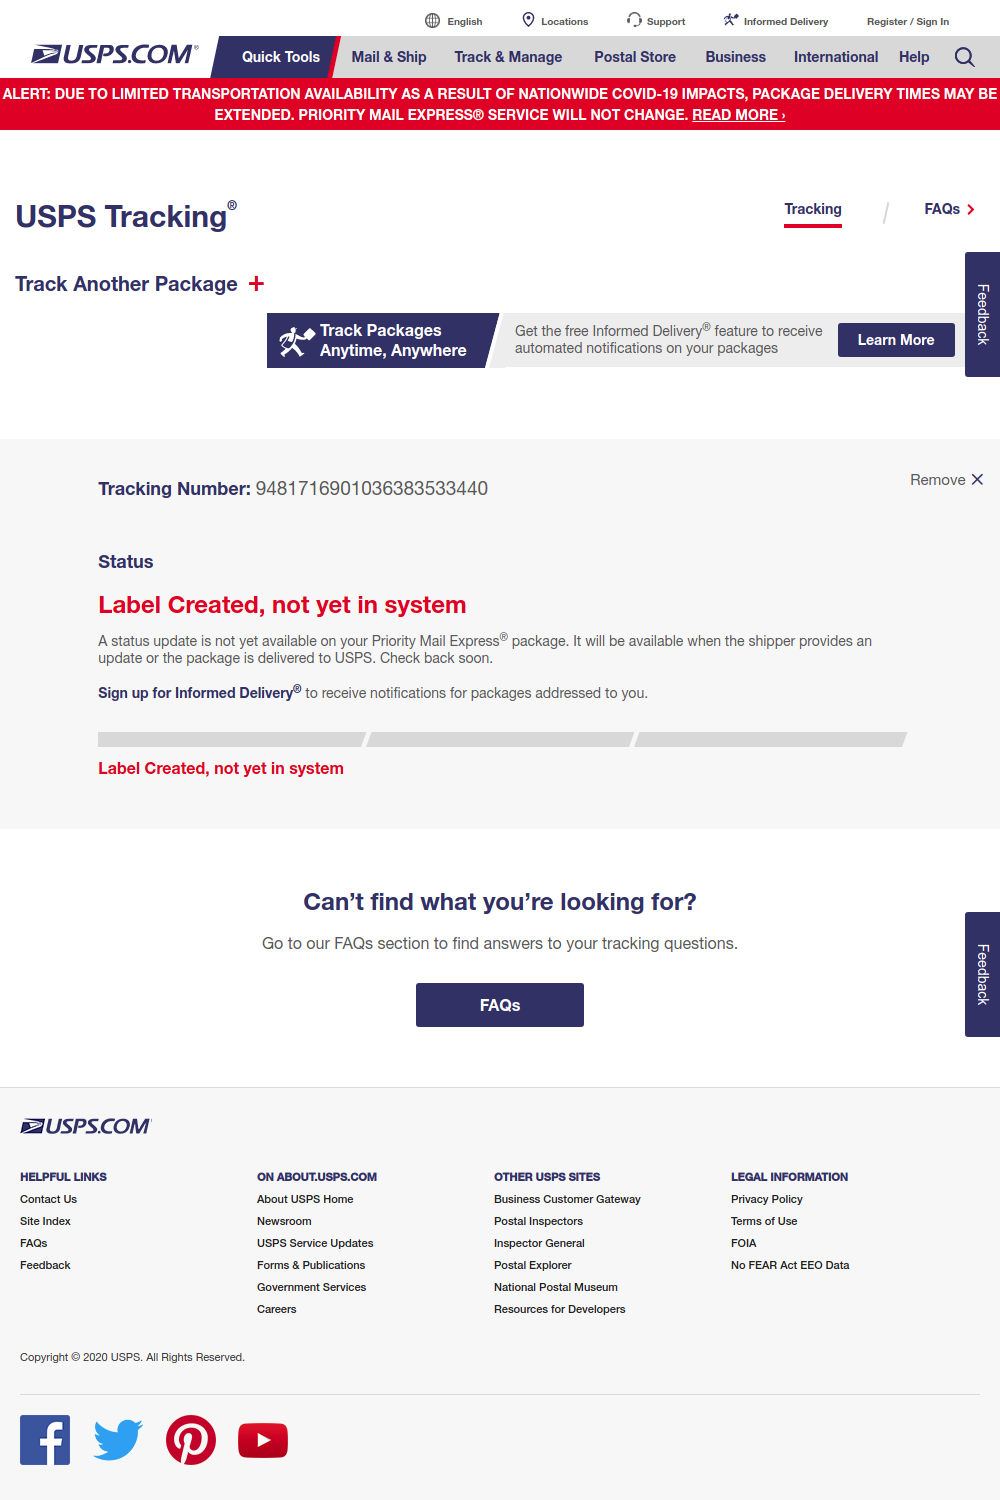 English
Locations
Support
Informed Delivery
Register / Sign In
USPS.COM®
Quick Tools
Mail & Ship
Track & Manage
Postal Store
Business
International
Help
ALERT: DUE TO LIMITED TRANSPORTATION AVAILABILITY AS A RESULT OF NATIONWIDE COVID-19 IMPACTS, PACKAGE DELIVERY TIMES MAY BE
EXTENDED. PRIORITY MAIL EXPRESS® SERVICE WILL NOT CHANGE. READ MORE ›
USPS Tracking®
Tracking
FAQs
Track Another Package +
Feedback
Track Packages
Anytime, Anywhere
Get the free Informed Delivery® feature to receive
automated notifications on your packages
Learn More
Tracking Number: 9481716901036383533440
Remove
Status
Label Created, not yet in system
A status update is not yet available on your Priority Mail Express® package. It will be available when the shipper provides an
update or the package is delivered to USPS. Check back soon.
Sign up for Informed Delivery® to receive notifications for packages addressed to you.
Label Created, not yet in system
Can’t find what you’re looking for?
Go to our FAQs section to find answers to your tracking questions.
FAQs
Feedback
USPS.COM
HELPFUL LINKS
Contact Us
Site Index
FAQs
Feedback
ON ABOUT.USPS.COM
About USPS Home
Newsroom
USPS Service Updates
Forms & Publications
Government Services
Careers
OTHER USPS SITES
Business Customer Gateway
Postal Inspectors
Inspector General
Postal Explorer
National Postal Museum
Resources for Developers
LEGAL INFORMATION
Privacy Policy
Terms of Use
FOIA
No FEAR Act EEO Data
Copyright © 2020 USPS. All Rights Reserved.